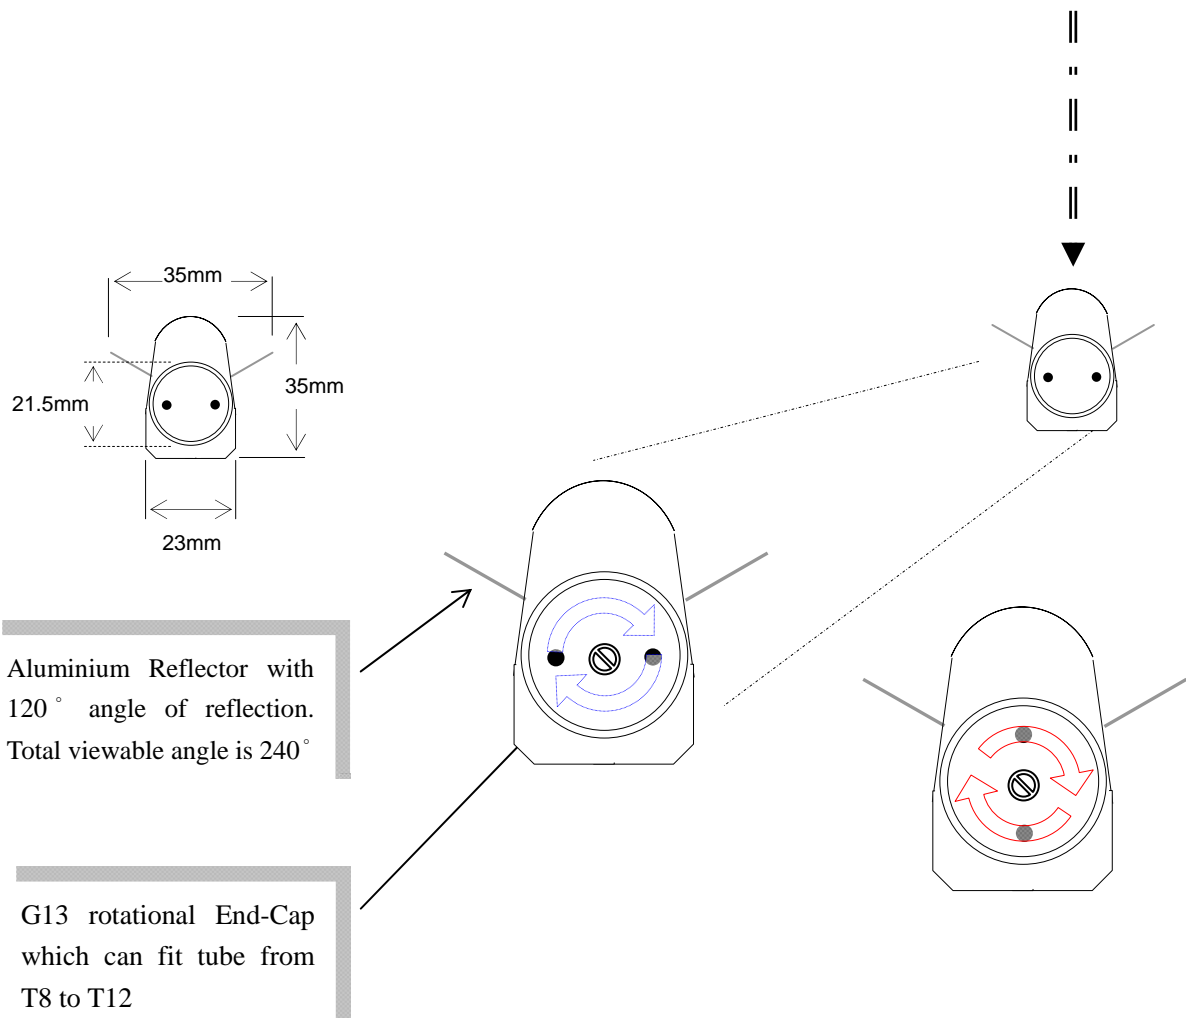 35mm
35mm
21.5mm
23mm
Aluminium Reflector with
120° angle of reflection.
Total viewable angle is 240°
G13 rotational End-Cap
which can fit tube from
T8 to T12